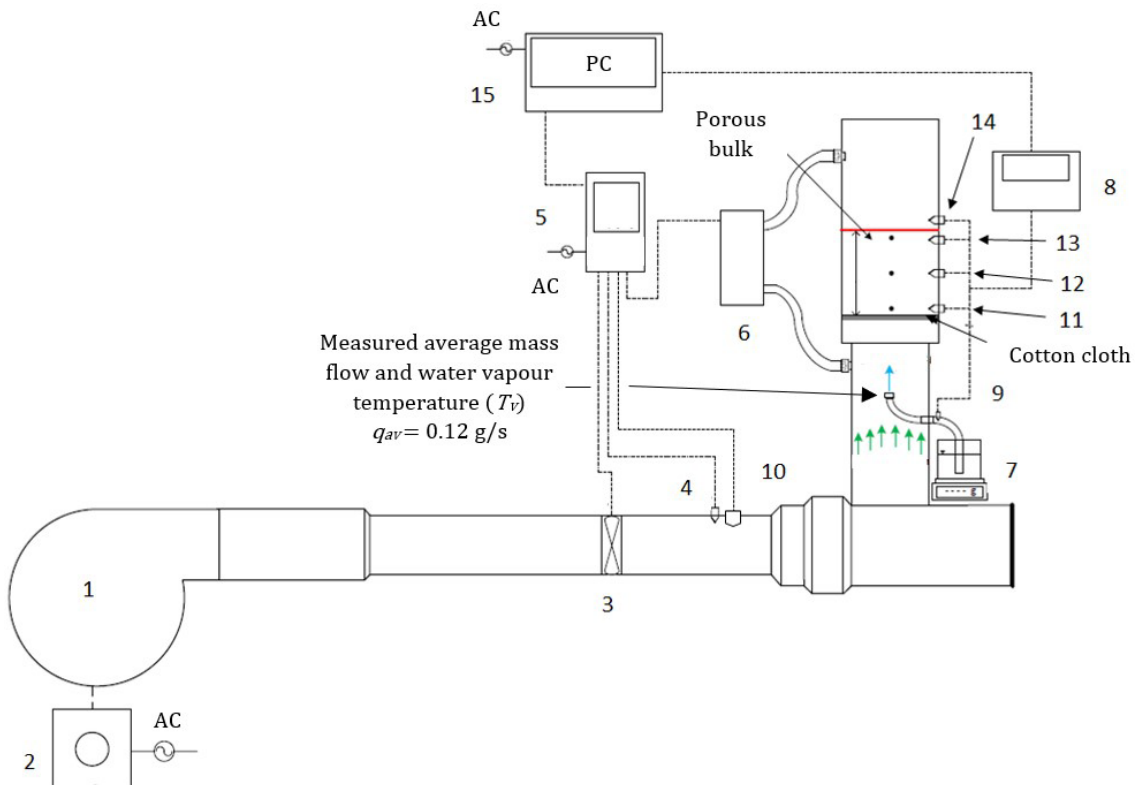 AC
PC
15
Porous
bulk
14
8
5
13
AC
12
6
11
Measured average mass
flow and water vapour
temperature (Tv)
qav= 0.12 g/s
Cotton cloth
9
4
10
7
1
3
AC
2